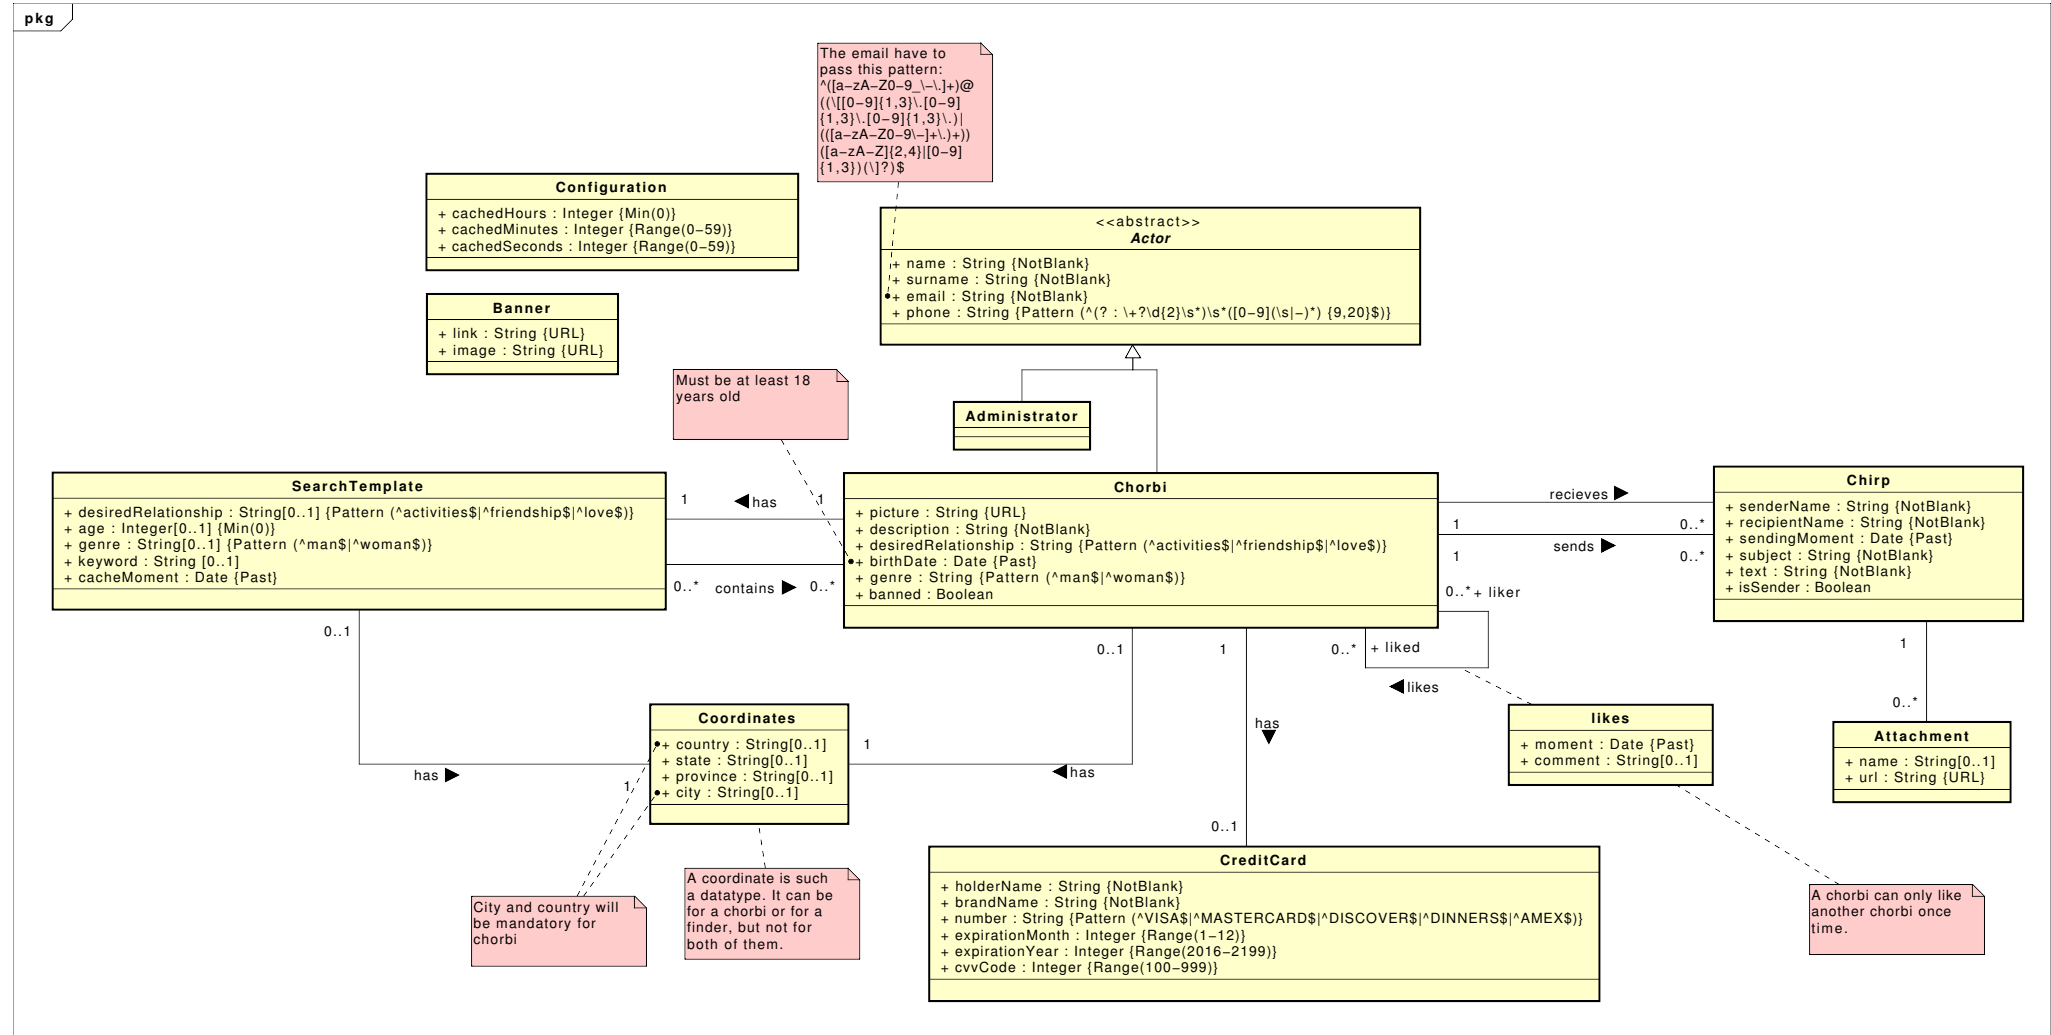 pkg
The email have to
pass this pattern:
^([a−zA−Z0−9_\−\.]+)@
((\[[0−9]{1,3}\.[0−9]
{1,3}\.[0−9]{1,3}\.)|
(([a−zA−Z0−9\−]+\.)+))
([a−zA−Z]{2,4}|[0−9]
{1,3})(\]?)$
Configuration
+ cachedHours : Integer {Min(0)}
+ cachedMinutes : Integer {Range(0−59)}
+ cachedSeconds : Integer {Range(0−59)}
<<abstract>>
Actor
+ name : String {NotBlank}
+ surname : String {NotBlank}
+ email : String {NotBlank}
+ phone : String {Pattern (^(? : \+?\d{2}\s*)\s*([0−9](\s|−)*) {9,20}$)}
Banner
+ link : String {URL}
+ image : String {URL}
Must be at least 18
years old
Administrator
SearchTemplate
+ desiredRelationship : String[0..1] {Pattern (^activities$|^friendship$|^love$)}
+ age : Integer[0..1] {Min(0)}
+ genre : String[0..1] {Pattern (^man$|^woman$)}
+ keyword : String [0..1]
+ cacheMoment : Date {Past}
1
has
1
0..*
contains
0..*
Chorbi
+ picture : String {URL}
+ description : String {NotBlank}
+ desiredRelationship : String {Pattern (^activities$|^friendship$|^love$)}
+ birthDate : Date {Past}
+ genre : String {Pattern (^man$|^woman$)}
+ banned : Boolean
recieves
1
0..*
sends
1
0..*
Chirp
+ senderName : String {NotBlank}
+ recipientName : String {NotBlank}
+ sendingMoment : Date {Past}
+ subject : String {NotBlank}
+ text : String {NotBlank}
+ isSender : Boolean
0..*
+ liker
0..1
0..1
1
0..*
+ liked
likes
1
0..*
has
1
Coordinates
+ country : String[0..1]
+ state : String[0..1]
+ province : String[0..1]
+ city : String[0..1]
1
has
has
0..1
likes
+ moment : Date {Past}
+ comment : String[0..1]
Attachment
+ name : String[0..1]
+ url : String {URL}
City and country will
be mandatory for
chorbi
A coordinate is such
a datatype. It can be
for a chorbi or for a
finder, but not for
both of them.
CreditCard
+ holderName : String {NotBlank}
+ brandName : String {NotBlank}
+ number : String {Pattern (^VISA$|^MASTERCARD$|^DISCOVER$|^DINNERS$|^AMEX$)}
+ expirationMonth : Integer {Range(1−12)}
+ expirationYear : Integer {Range(2016−2199)}
+ cvvCode : Integer {Range(100−999)}
A chorbi can only like
another chorbi once
time.